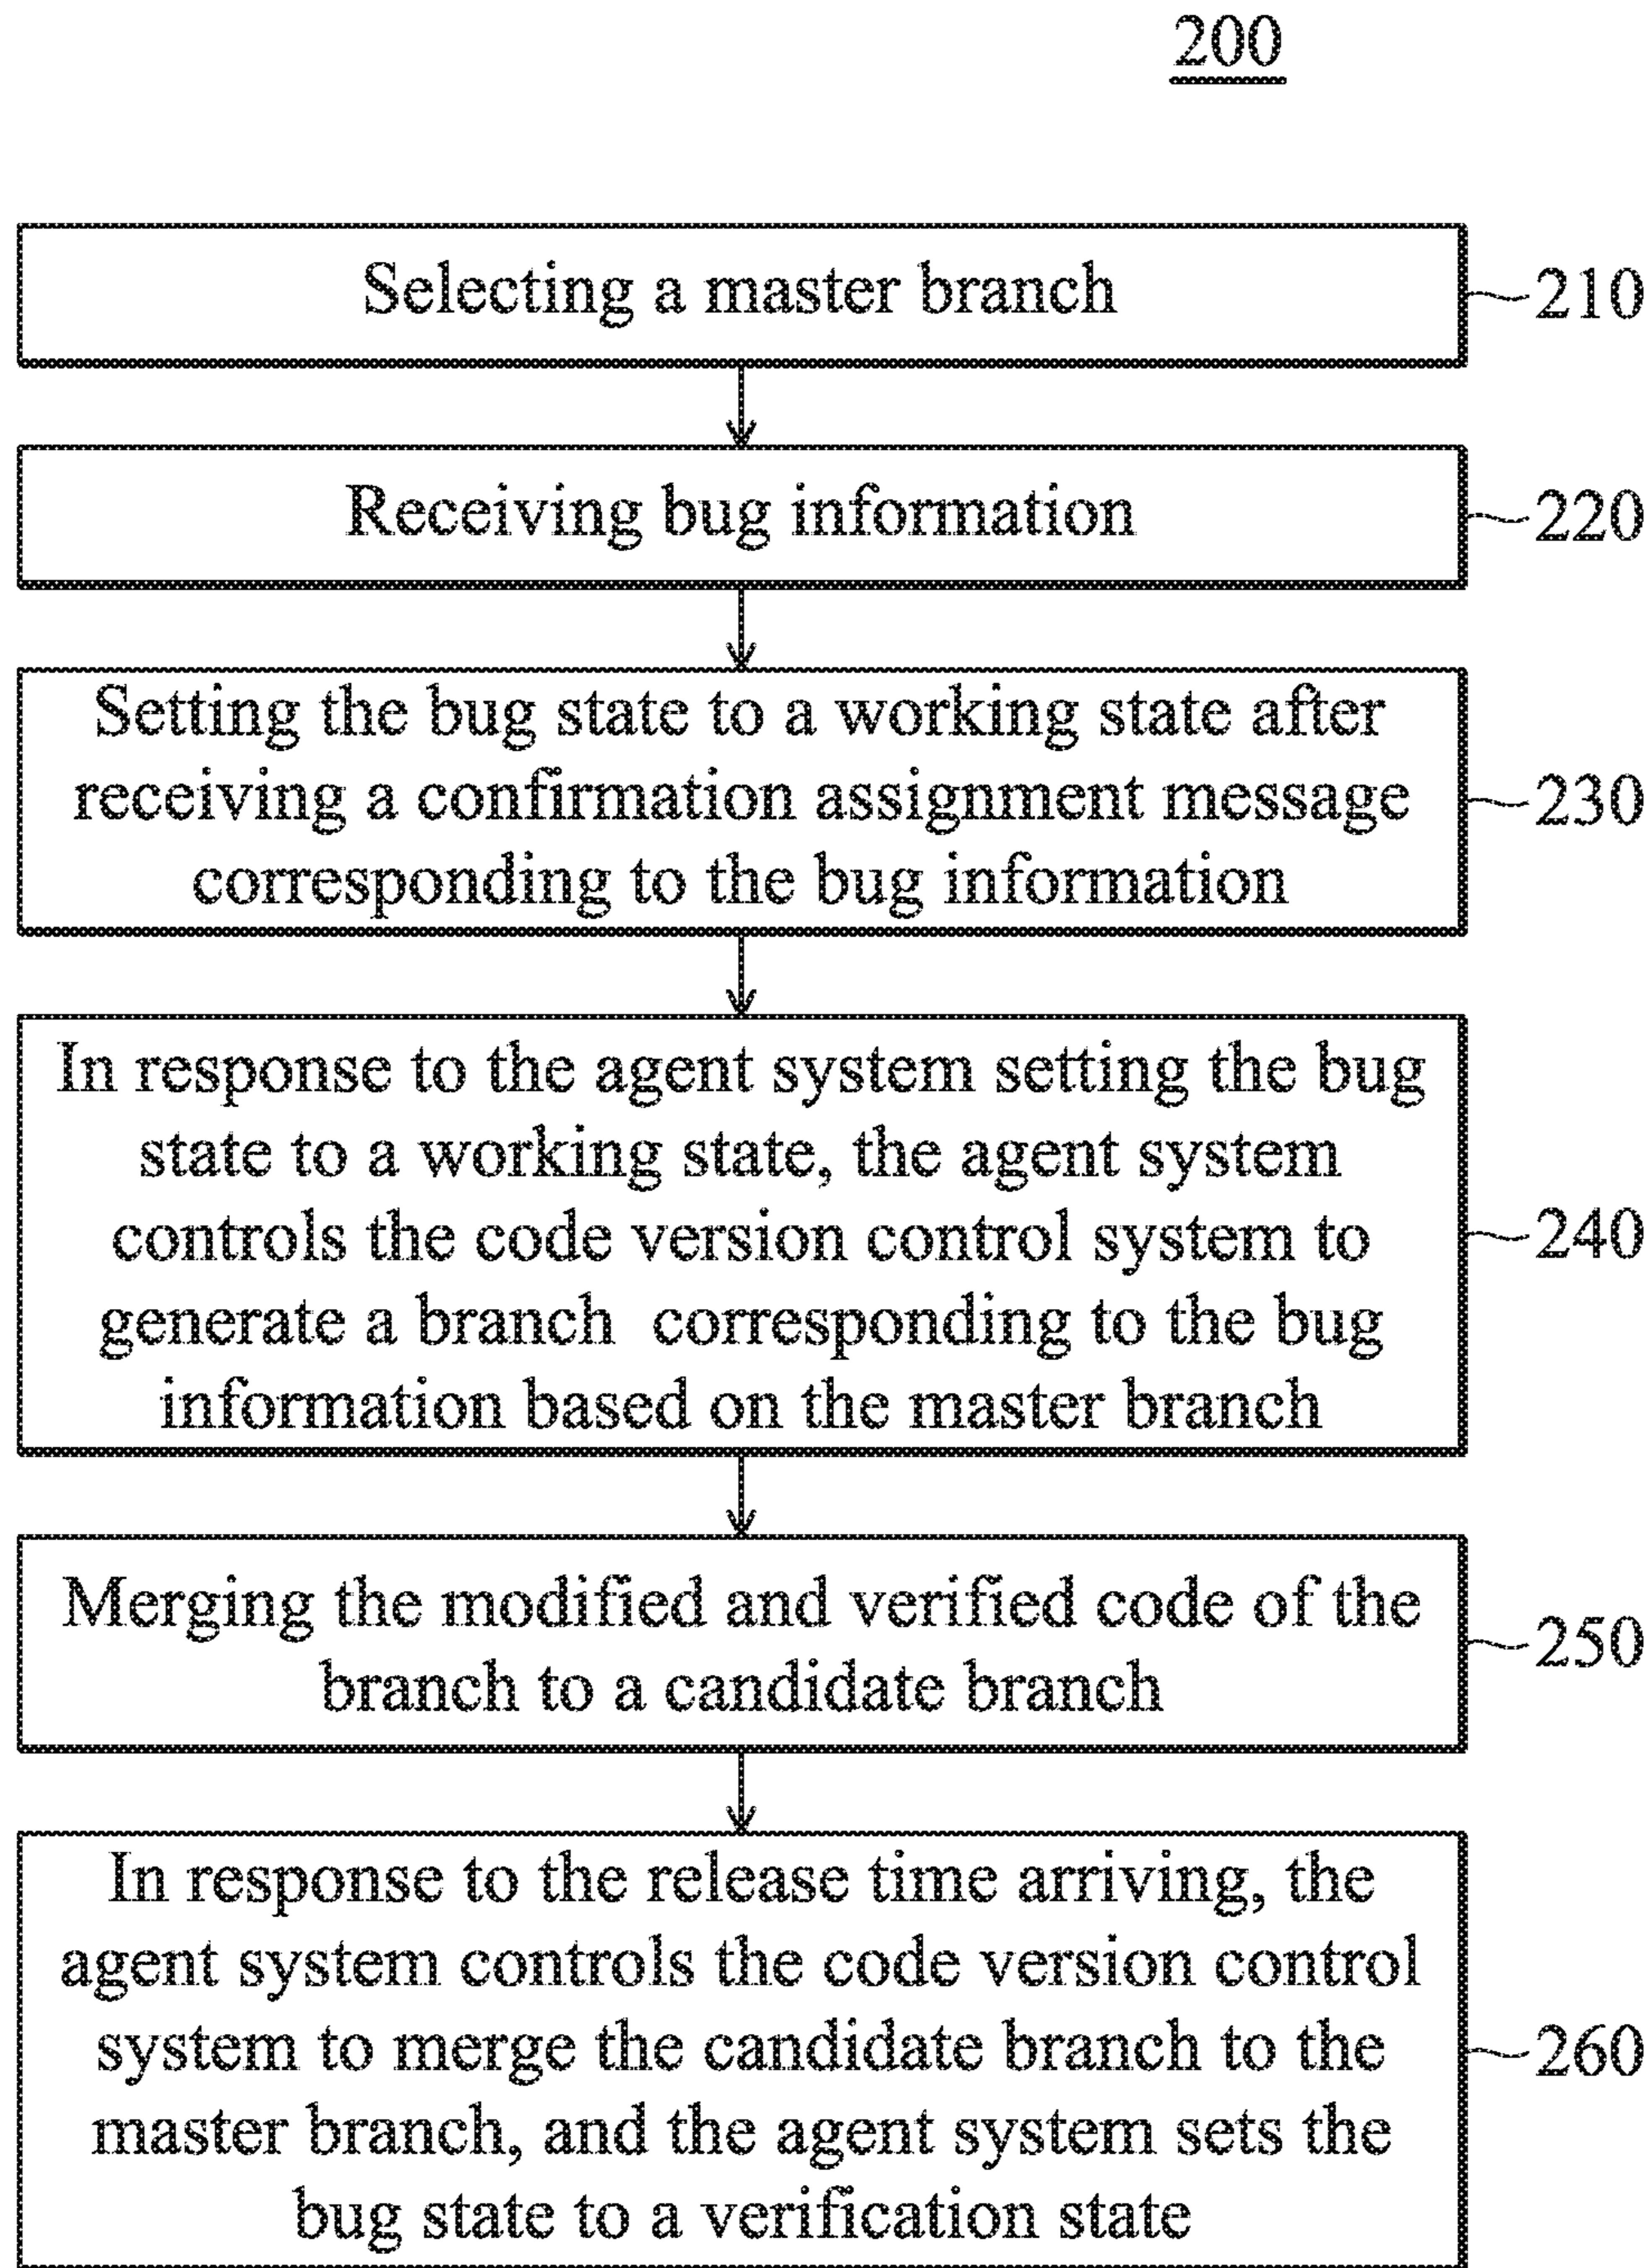 200
Selecting a master branch
210
Receiving bug information
220
Setting the bug state to a working state after
receiving a confirmation assignment message
corresponding to the bug information
230
In response to the agent system setting the bug
state to a working state, the agent system
controls the code version control system to
generate a branch corresponding to the bug
information based on the master branch
240
Merging the modified and verified code of the
branch to a candidate branch
250
In response to the release time arriving, the
agent system controls the code version control
system to merge the candidate branch to the
master branch, and the agent system sets the
bug state to a verification state
260